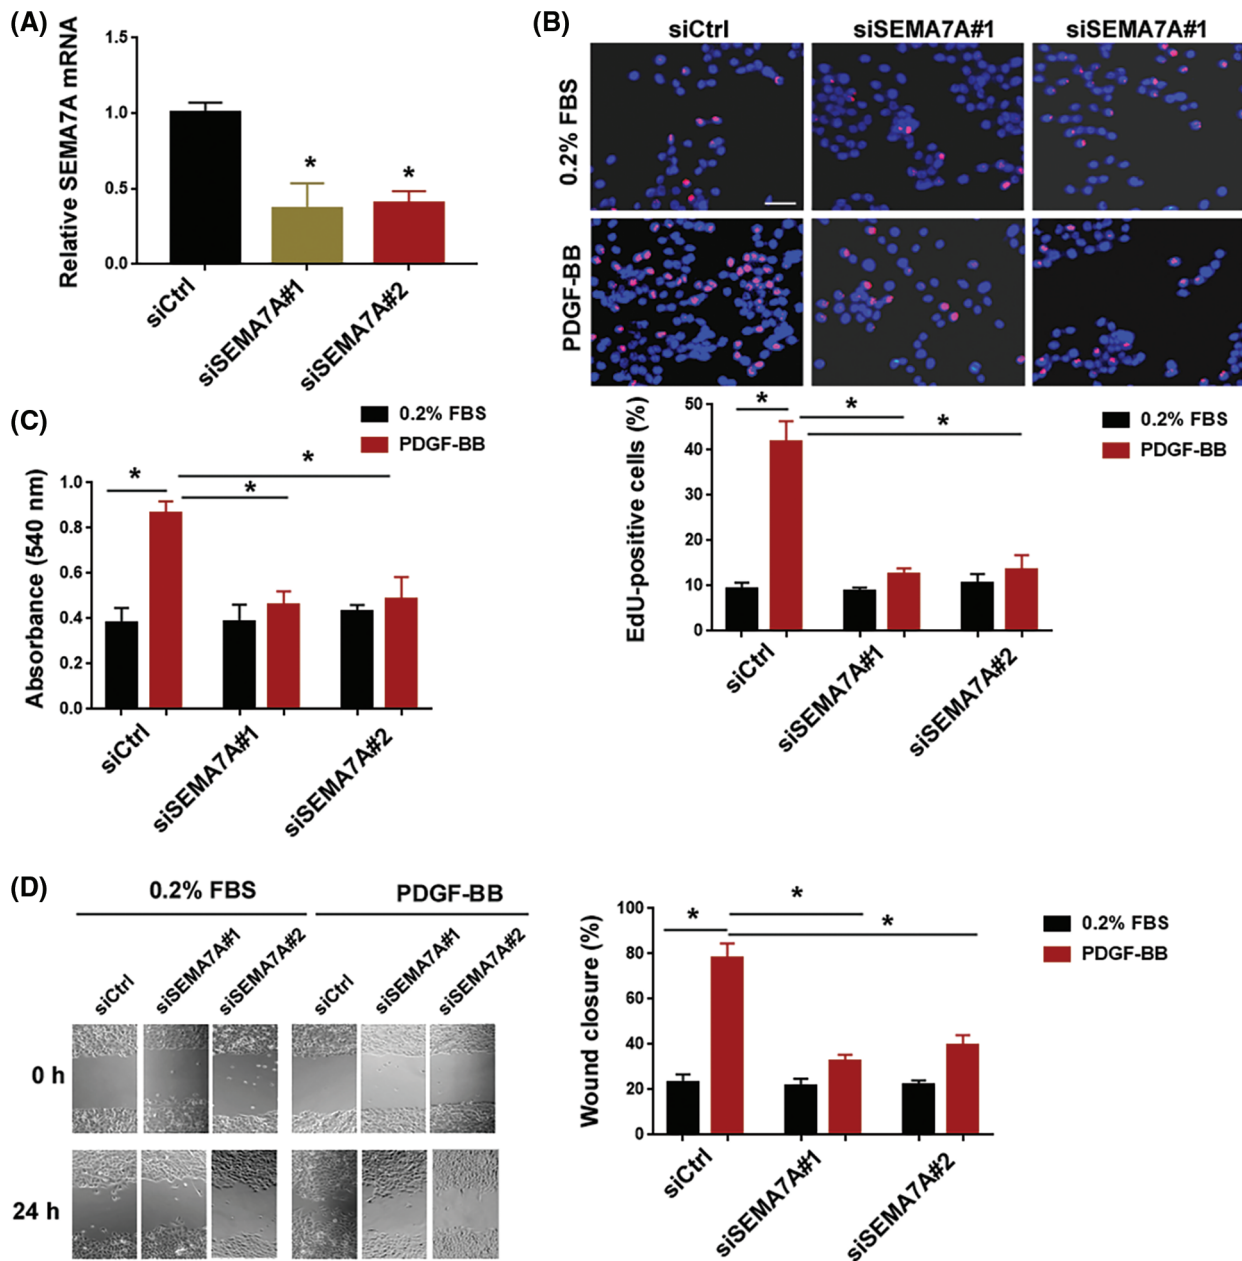 (A)
Relative SEMA7A mRNA
1.5
1.0
0.5
0.0
*
*
siCtrl
siSEMA7A#1
siSEMA7A#2
(B)
siCtrl
siSEMA7A#1
siSEMA7A#1
0.2% FBS
PDGF-BB
EdU-positive cells (%)
50
40
30
20
10
0
*
*
*
0.2% FBS
PDGF-BB
siCtrl
siSEMA7A#1
siSEMA7A#2
(C)
0.2% FBS
PDGF-BB
Absorbance (540 nm)
1.0
0.8
0.6
0.4
0.2
0.0
*
*
*
siCtrl
siSEMA7A#1
siSEMA7A#2
(D)
0.2% FBS
PDGF-BB
siCtrl
siSEMA7A#1
siSEMA7A#2
siCtrl
siSEMA7A#1
siSEMA7A#2
0 h
24 h
Wound closure (%)
100
80
60
40
20
0
*
*
*
0.2% FBS
PDGF-BB
siCtrl
siSEMA7A#1
siSEMA7A#2